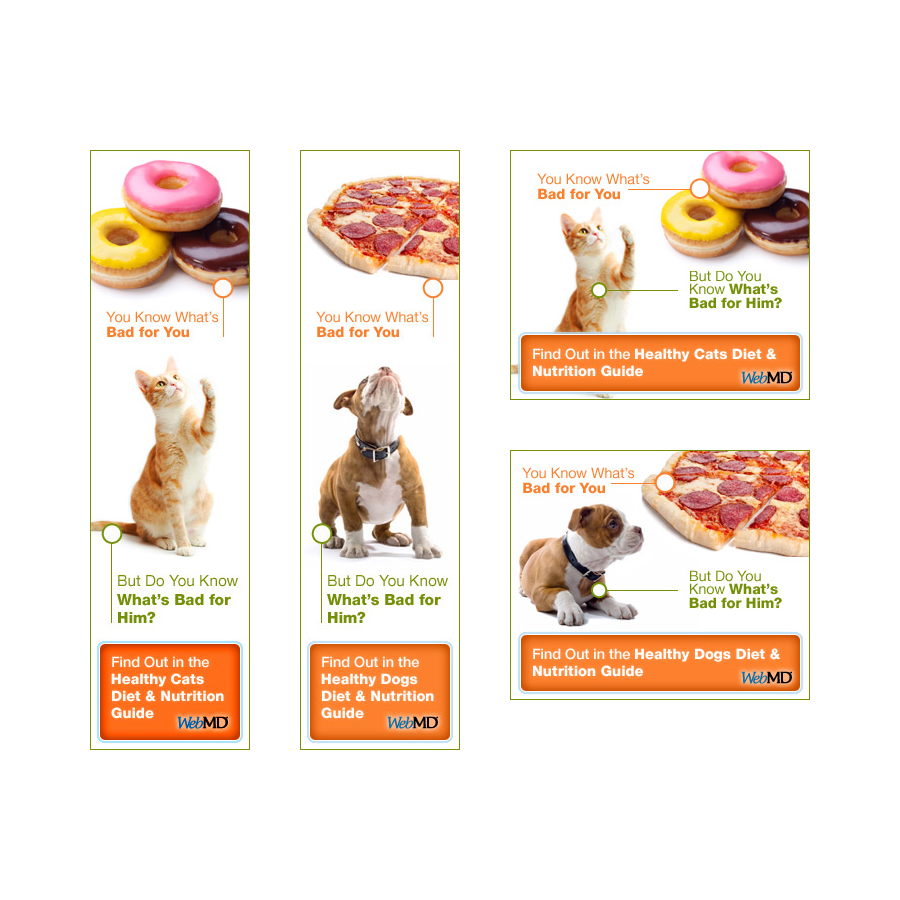 You Know What's
Bad for You
But Do You Know
What's Bad for
Him?
Find Out in the
Healthy Cats
Diet & Nutrition
Guide
WebMD
You Know What's
Bad for You
But Do You Know
What's Bad for
Him?
Find Out in the
Healthy Dogs
Diet & Nutrition
Guide
WebMD
You Know What's
Bad for You
But Do You
Know What's
Bad for Him?
Find Out in the Healthy Cats Diet &
Nutrition Guide
WebMD
You Know What's
Bad for You
But Do You
Know What's
Bad for Him?
Find Out in the Healthy Dogs Diet &
Nutrition Guide
WebMD